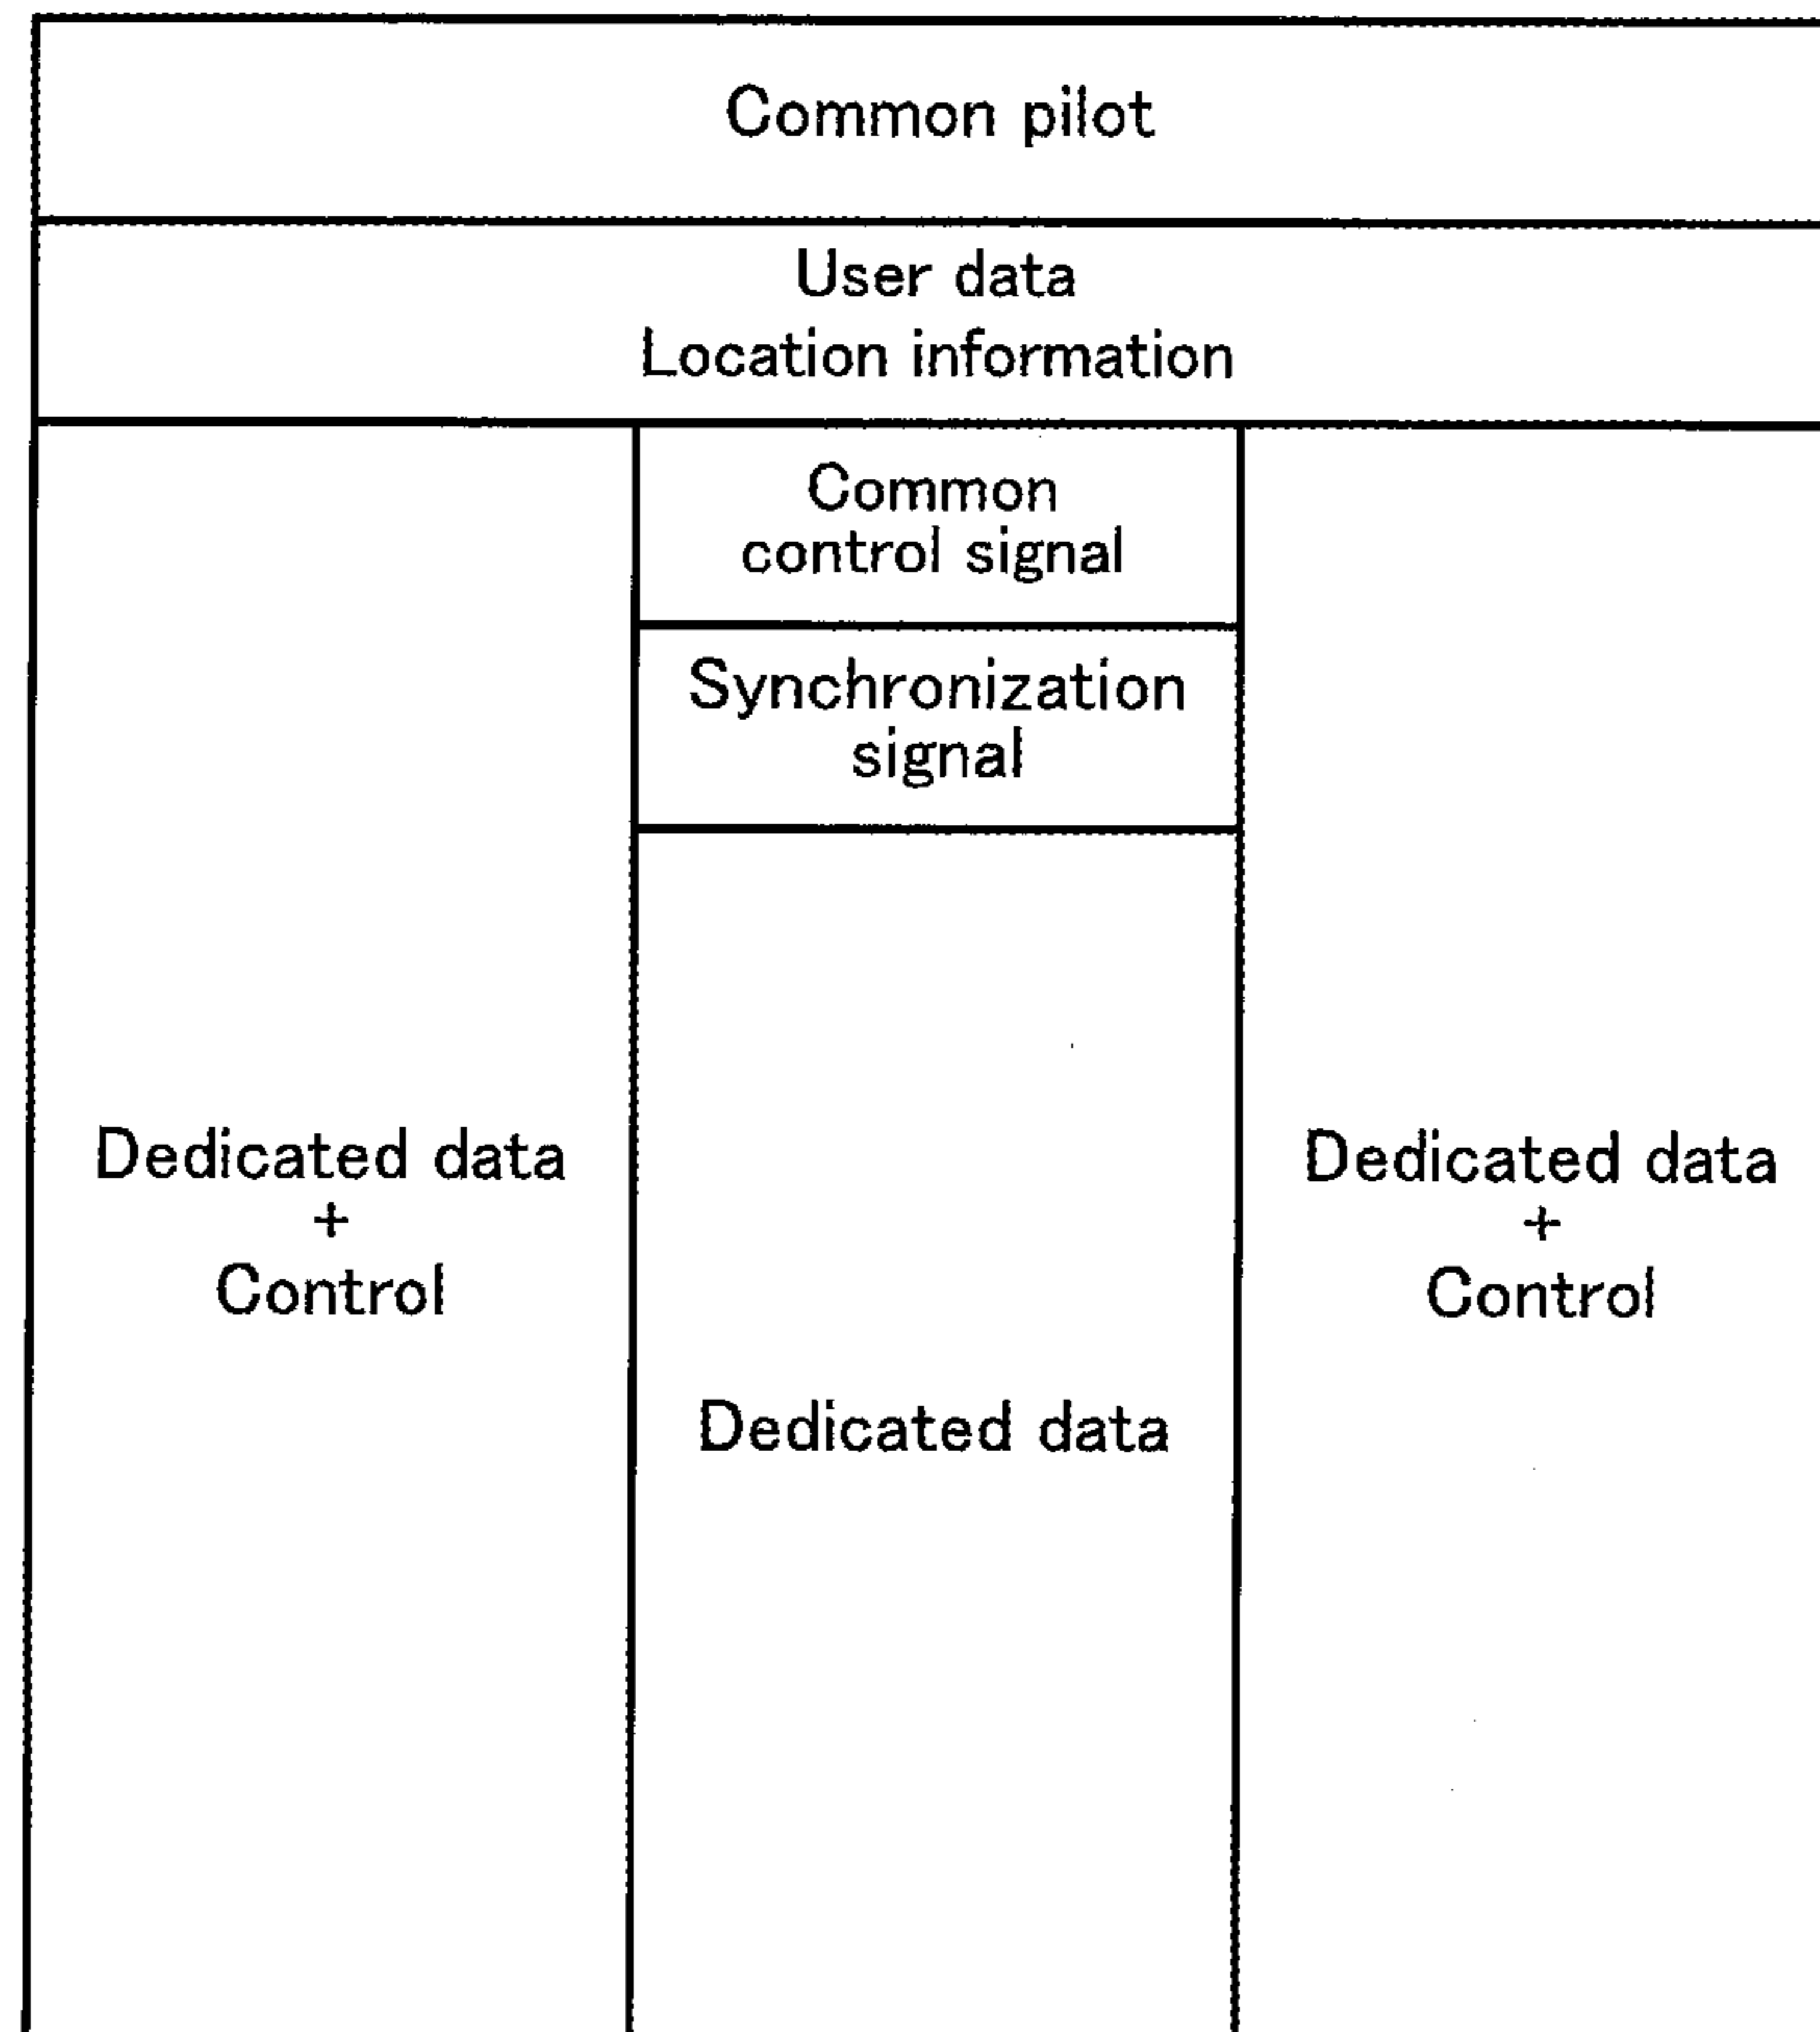 Common pilot
User data
Location information
Common
control signal
Synchronization
signal
Dedicated data
+
Control
Dedicated data
Dedicated data
+
Control